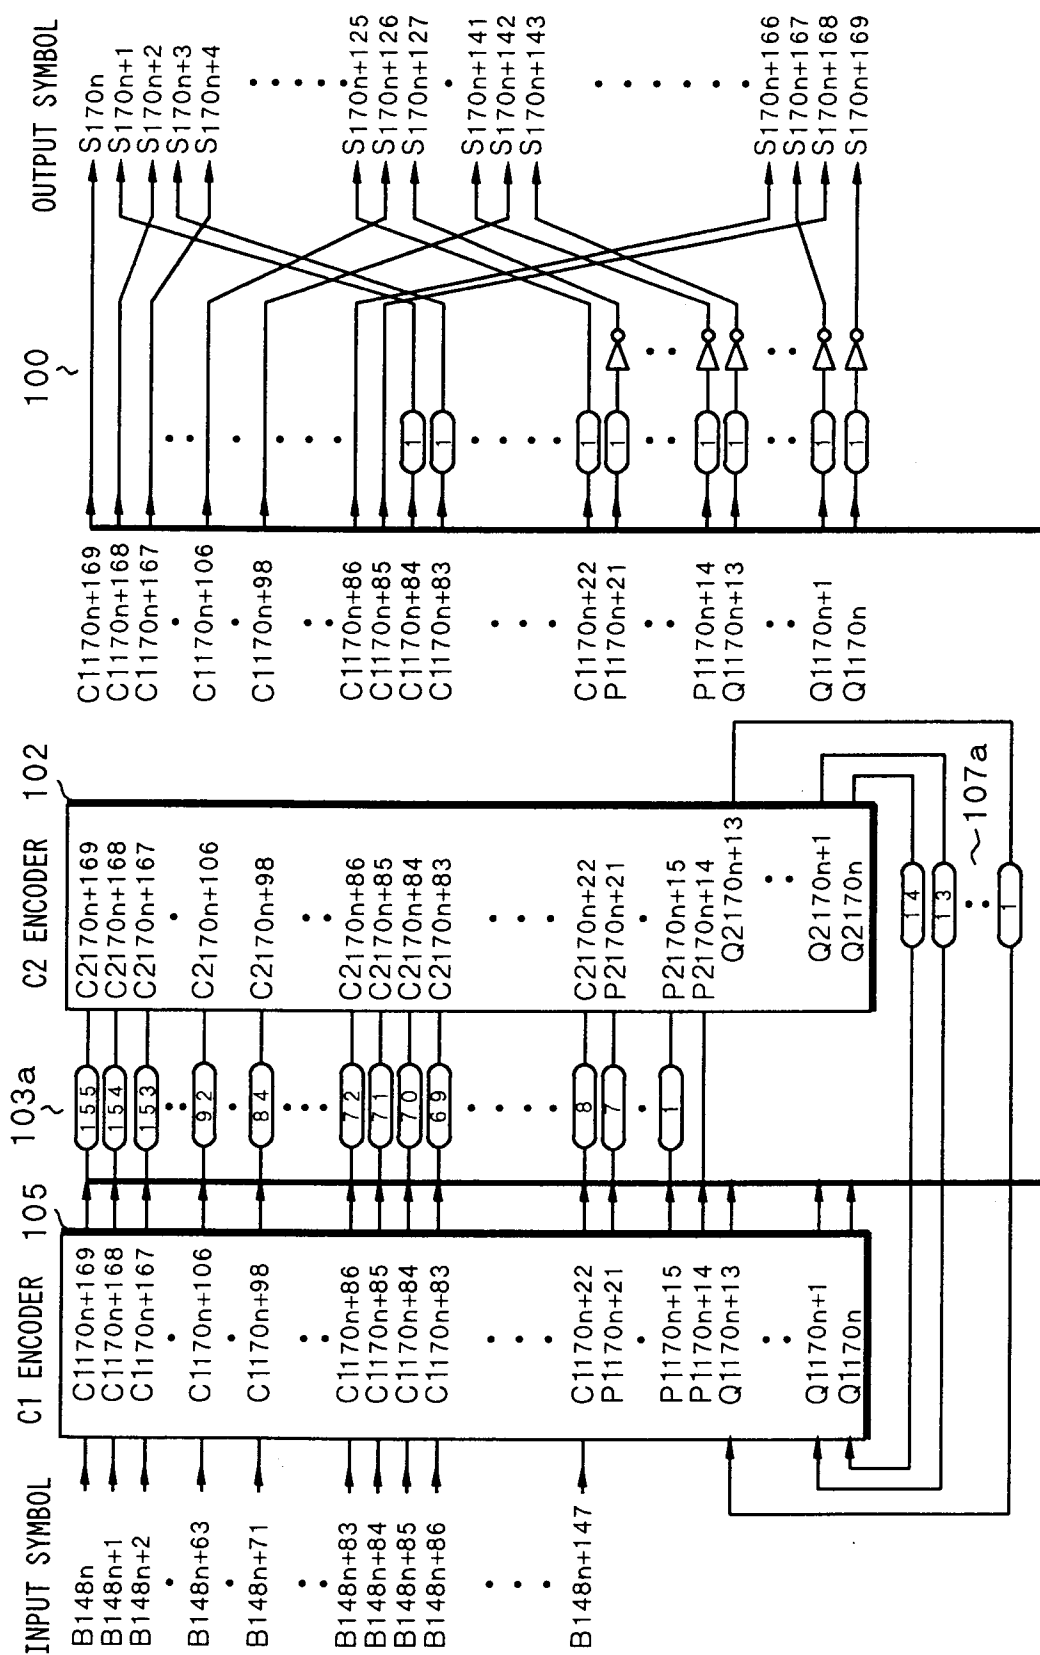 INPUT SYMBOL
B148n
B148n+1
B148n+2
B148n+63
B148n+71
B148n+83
B148n+84
B148n+85
B148n+86
B148n+147
C1 ENCODER
105
C1170n+169
C1170n+168
C1170n+167
C1170n+106
C1170n+98
C1170n+86
C1170n+85
C1170n+84
C1170n+83
C1170n+22
P1170n+21
P1170n+15
P1170n+14
Q1170n+13
Q1170n+1
Q1170n
103a
155
154
153
92
84
72
71
70
69
8
7
1
C2 ENCODER
102
C2170n+169
C2170n+168
C2170n+167
C2170n+106
C2170n+98
C2170n+86
C2170n+85
C2170n+84
C2170n+83
C2170n+22
P2170n+21
P2170n+15
P2170n+14
Q2170n+13
Q2170n+1
Q2170n
14
13
1
107a
C1170n+169
C1170n+168
C1170n+167
C1170n+106
C1170n+98
C1170n+86
C1170n+85
C1170n+84
C1170n+83
C1170n+22
P1170n+21
P1170n+14
Q1170n+13
Q1170n+1
Q1170n
100
1
1
1
1
1
1
1
1
OUTPUT SYMBOL
S170n
S170n+1
S170n+2
S170n+3
S170n+4
S170n+125
S170n+126
S170n+127
S170n+141
S170n+142
S170n+143
S170n+166
S170n+167
S170n+168
S170n+169